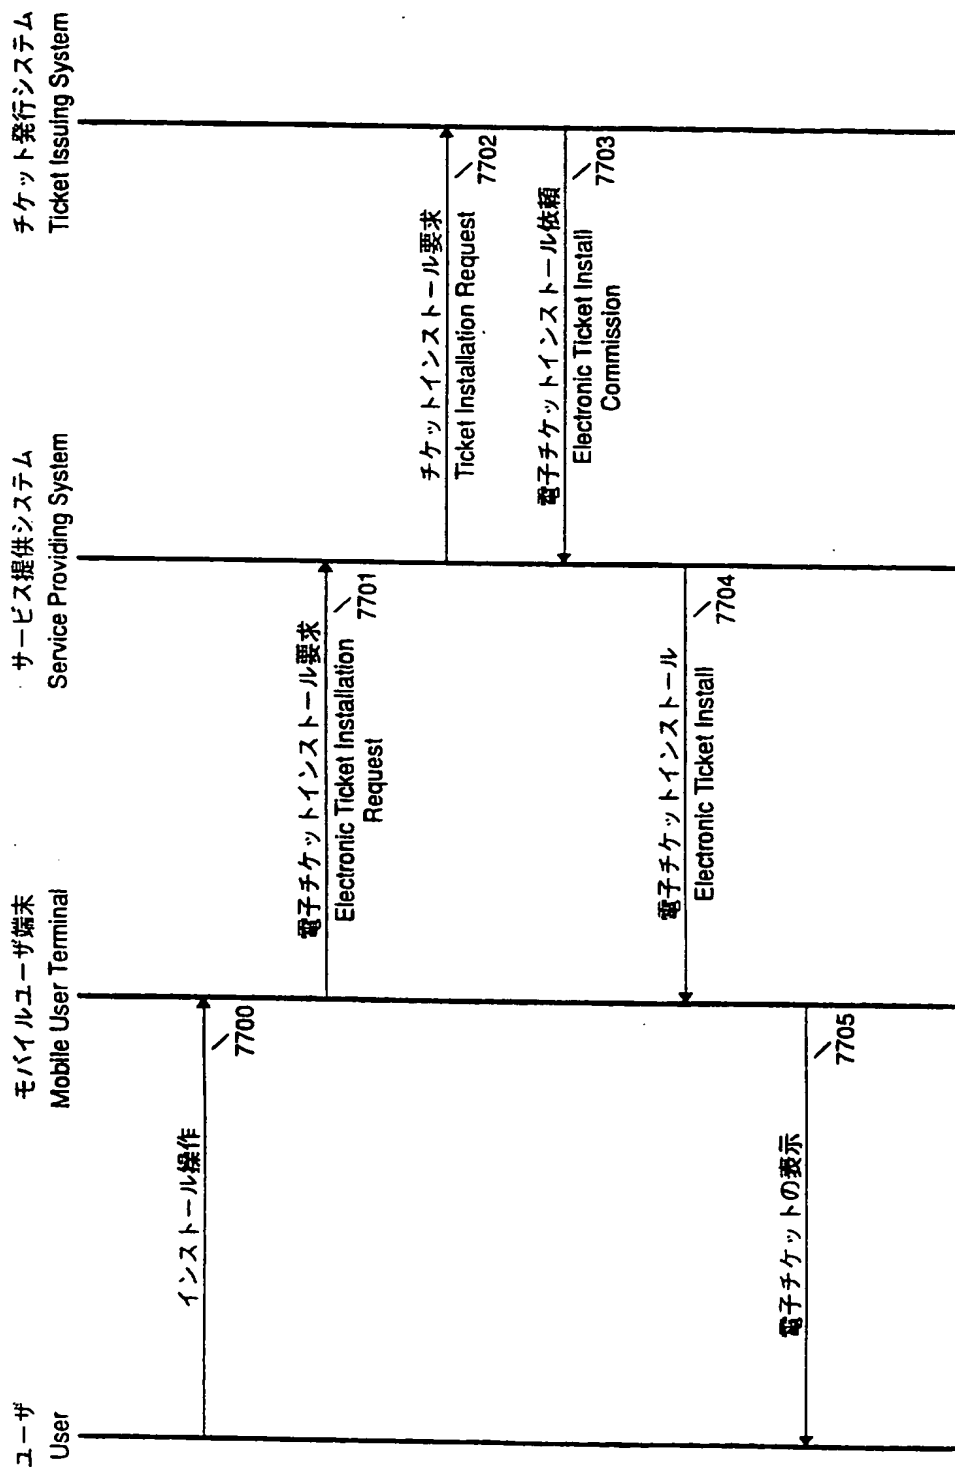 ユーザ
User
モバイルユーザ端末
Mobile User Terminal
サービス提供システム
Service Providing System
チケット発行システム
Ticket Issuing System
インストール操作
7700
電子チケットインストール要求
Electronic Ticket Installation
Request
7701
チケットインストール要求
Ticket Installation Request
7702
電子チケットインストール依頼
Electronic Ticket Install
Commission
7703
電子チケットインストール
Electronic Ticket Install
7704
電子チケットの表示
7705